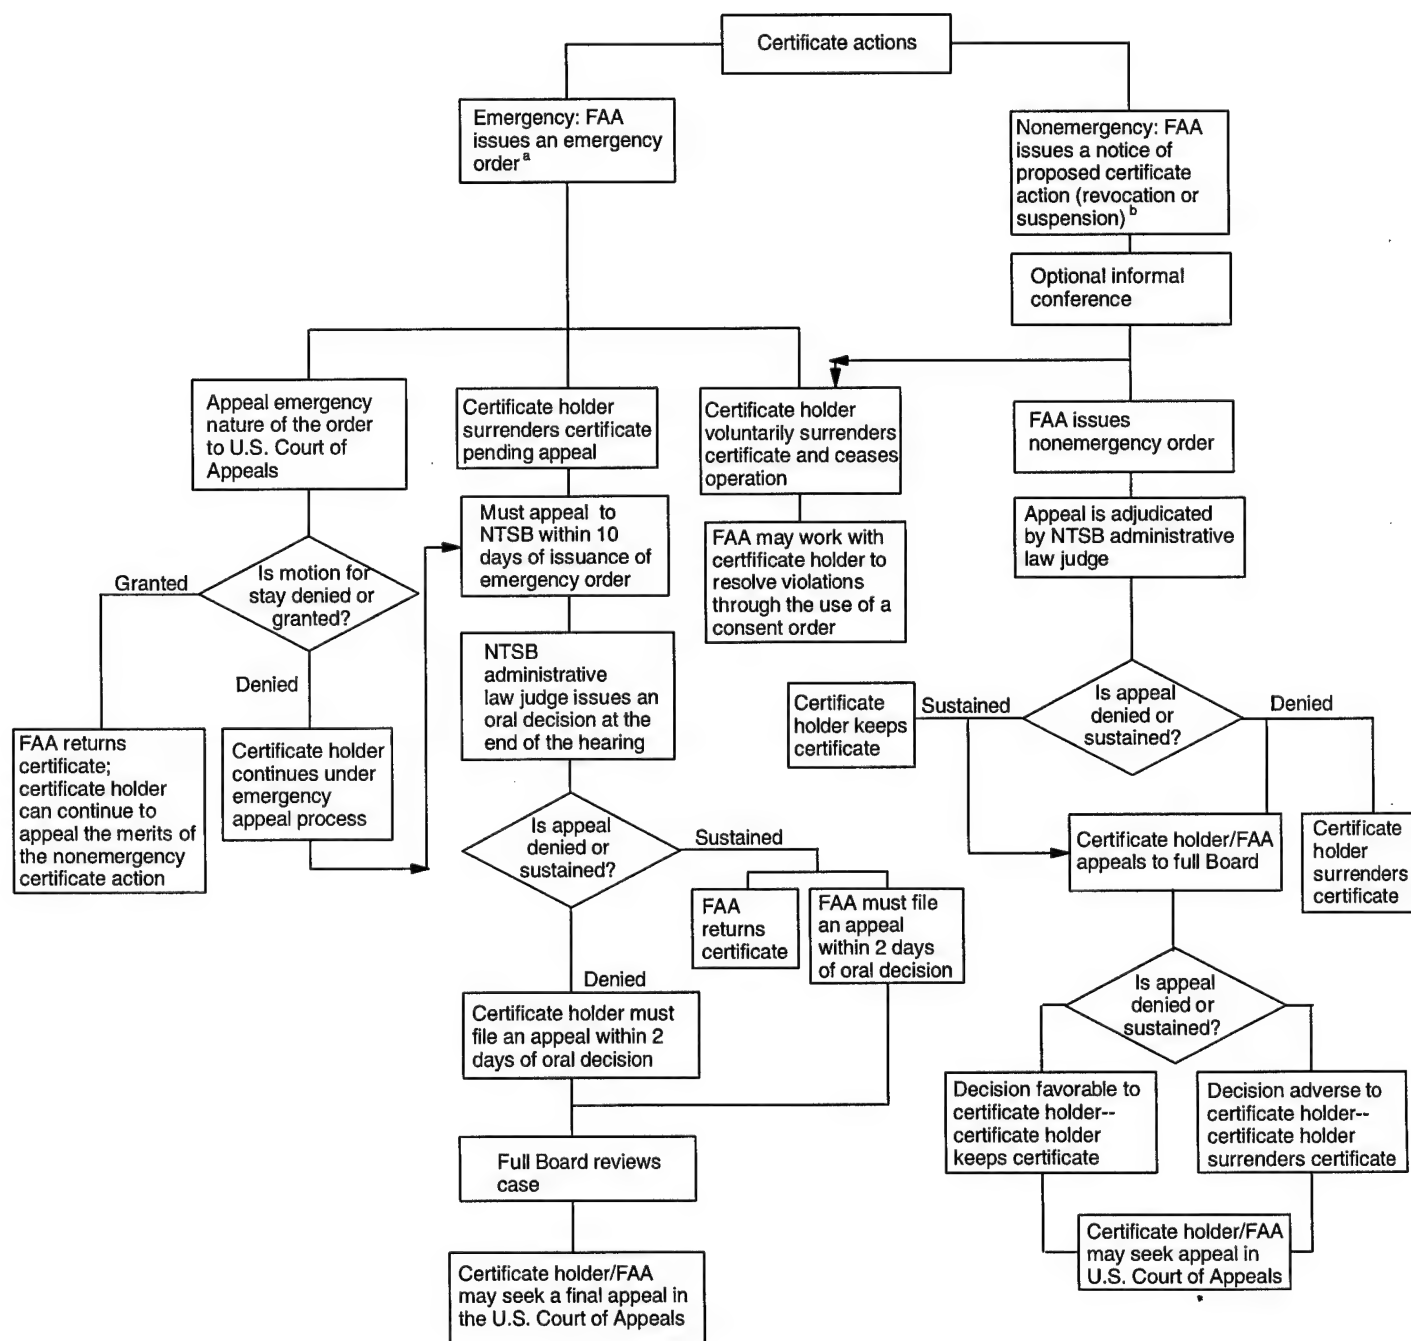 Certificate actions
Emergency: FAA
issues an emergency
order a
Nonemergency: FAA
issues a notice of
proposed certificate
action (revocation or
suspension) b
Optional informal
conference
Appeal emergency
nature of the order
to U.S. Court of
Appeals
Certificate holder
surrenders certificate
pending appeal
Certificate holder
voluntarily surrenders
certificate and ceases
operation
FAA issues
nonemergency order
Must appeal to
NTSB within 10
days of issuance of
emergency order
FAA may work with
certfificate holder to
resolve violations
through the use of a
consent order
Appeal is adjudicated
by NTSB administrative
law judge
Granted
Is motion for
stay denied or
granted?
Denied
NTSB
administrative
law judge issues an
oral decision at the
end of the hearing
Certificate
holder keeps
certificate
Sustained
Is appeal
denied or
sustained?
Denied
FAA returns
certificate;
certificate holder
can continue to
appeal the merits of
the nonemergency
certificate action
Certificate holder
continues under
emergency
appeal process
Is appeal
denied or
sustained?
Sustained
Certificate holder/FAA
appeals to full Board
Certificate
holder
surrenders
certificate
FAA
returns
certificate
FAA must file
an appeal
within 2 days
of oral decision
Denied
Certificate holder must
file an appeal within 2
days of oral decision
Is appeal
denied or
sustained?
Decision favorable to
certificate holder--
certificate holder
keeps certificate
Decision adverse to
certificate holder--
certificate holder
surrenders certificate
Full Board reviews
case
Certificate holder/FAA
may seek appeal in
U.S. Court of Appeals
Certificate holder/FAA
may seek a final appeal in
the U.S. Court of Appeals